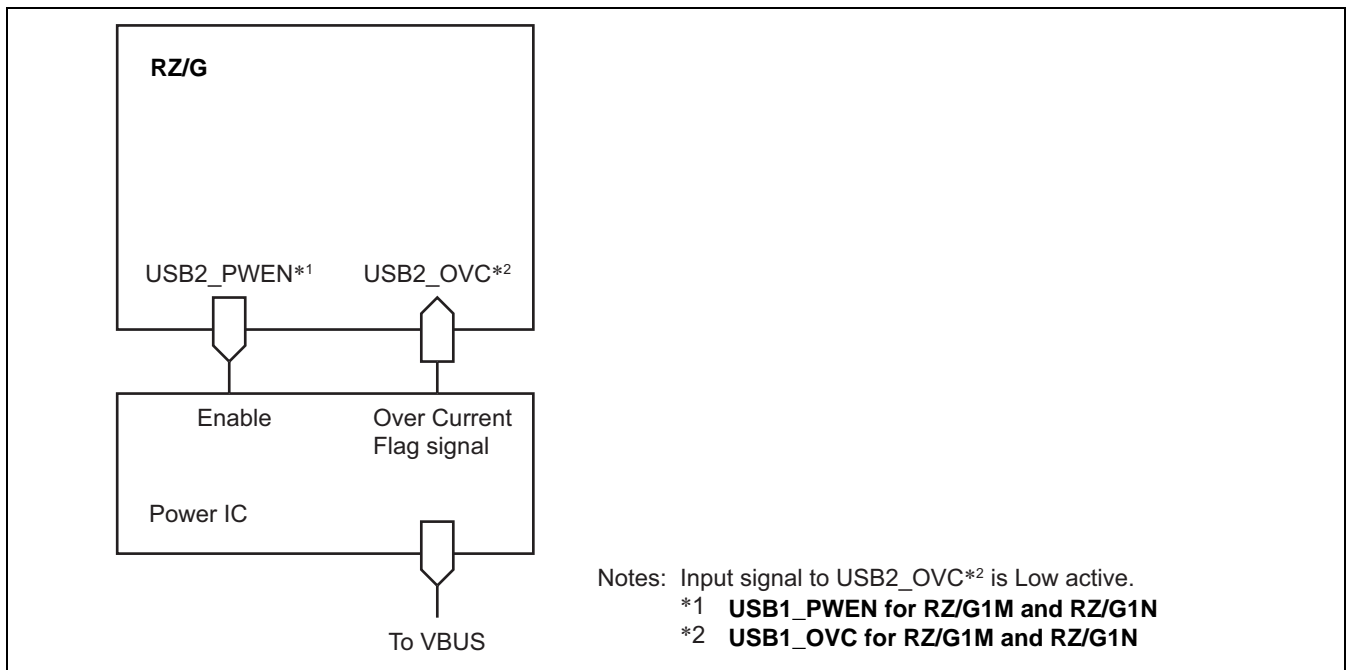 RZ/G
USB2_PWEN*1 USB2_OVC*2
Enable Over Current
Flag signal
Power IC
To VBUS
Notes: Input signal to USB2_OVC*2 is Low active.
*1 USB1_PWEN for RZ/G1M and RZ/G1N
*2 USB1_OVC for RZ/G1M and RZ/G1N